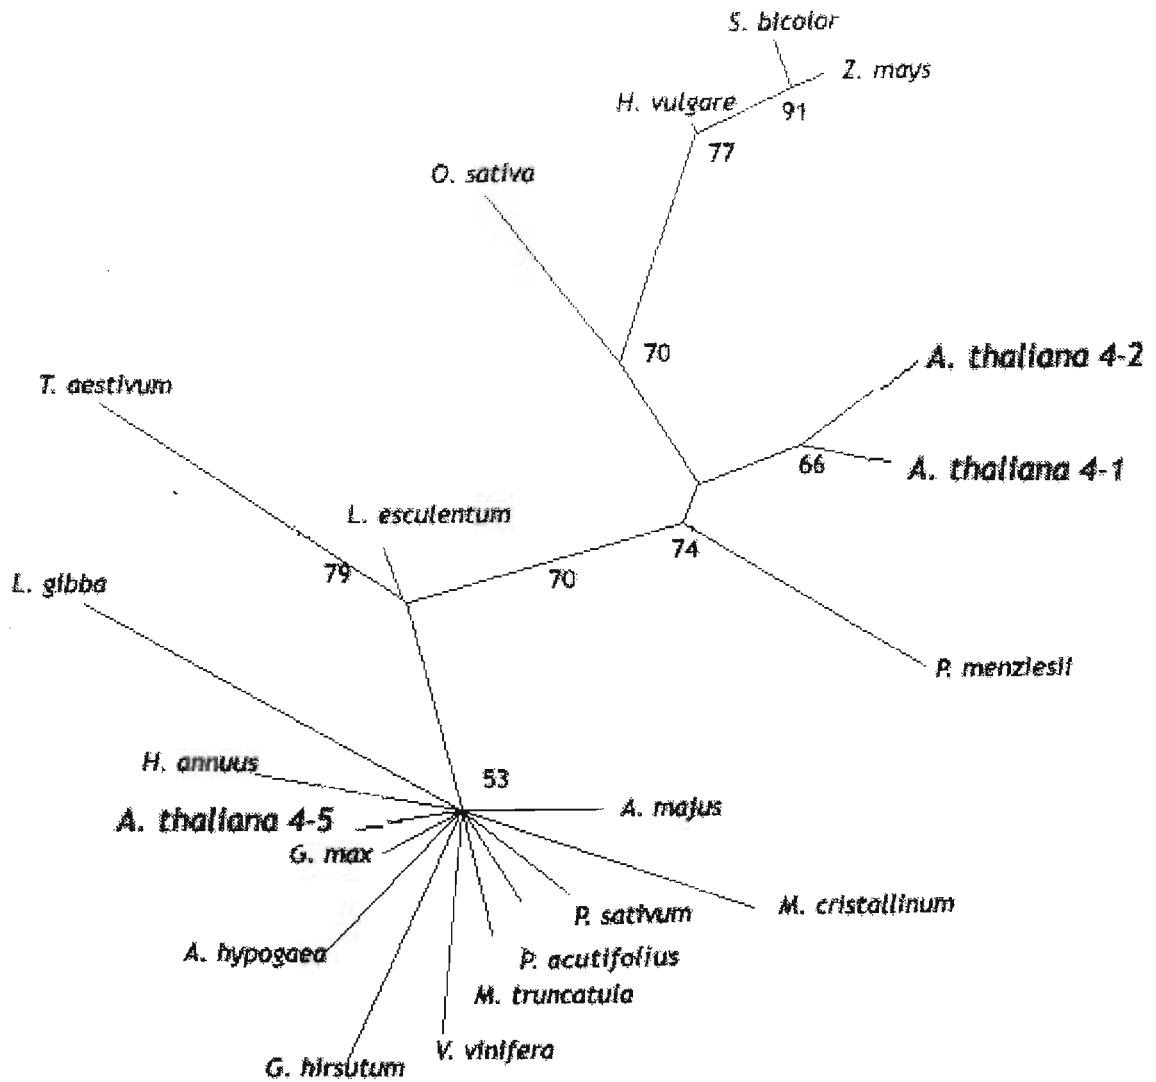 S. bicolor
Z. mays
H. vulgare
91
77
O. sativa
70
A. thaliana 4-2
T. aestivum
66
A. thaliana 4-1
L. esculentum
74
79
70
L. gibba
P. menziesii
H. annuus
53
A. majus
A. thaliana 4-5
G. max
M. cristallinum
P. sativum
A. hypogaea
P. acutifolius
M. truncatula
V. vinifera
G. hirsutum